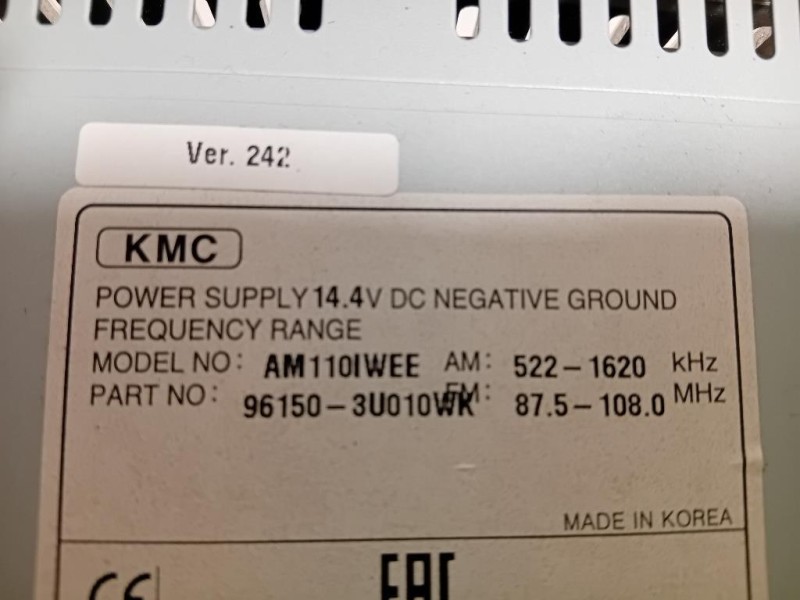 Ver. 242
KMC
POWER SUPPLY 14.4V DC NEGATIVE GROUND
FREQUENCY RANGE
MODEL NO: AM110IWEE AM: 522-1620 kHz
PART NO: 96150-3U010WK FM: 87.5-108.0 MHz
MADE IN KOREA
CE EAC